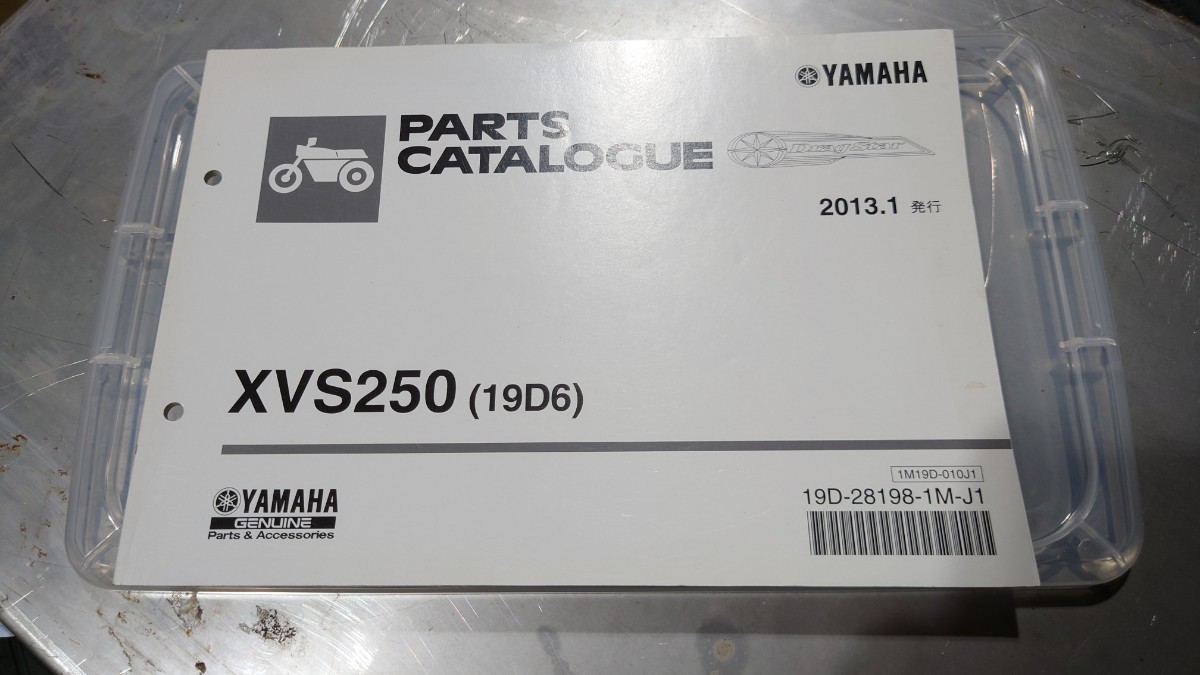 YAMAHA
PARTS
CATALOGUE
DragStar
2013.1 発行
XVS250 (19D6)
YAMAHA
GENUINE
Parts & Accessories
1M19D-010J1
19D-28198-1M-J1